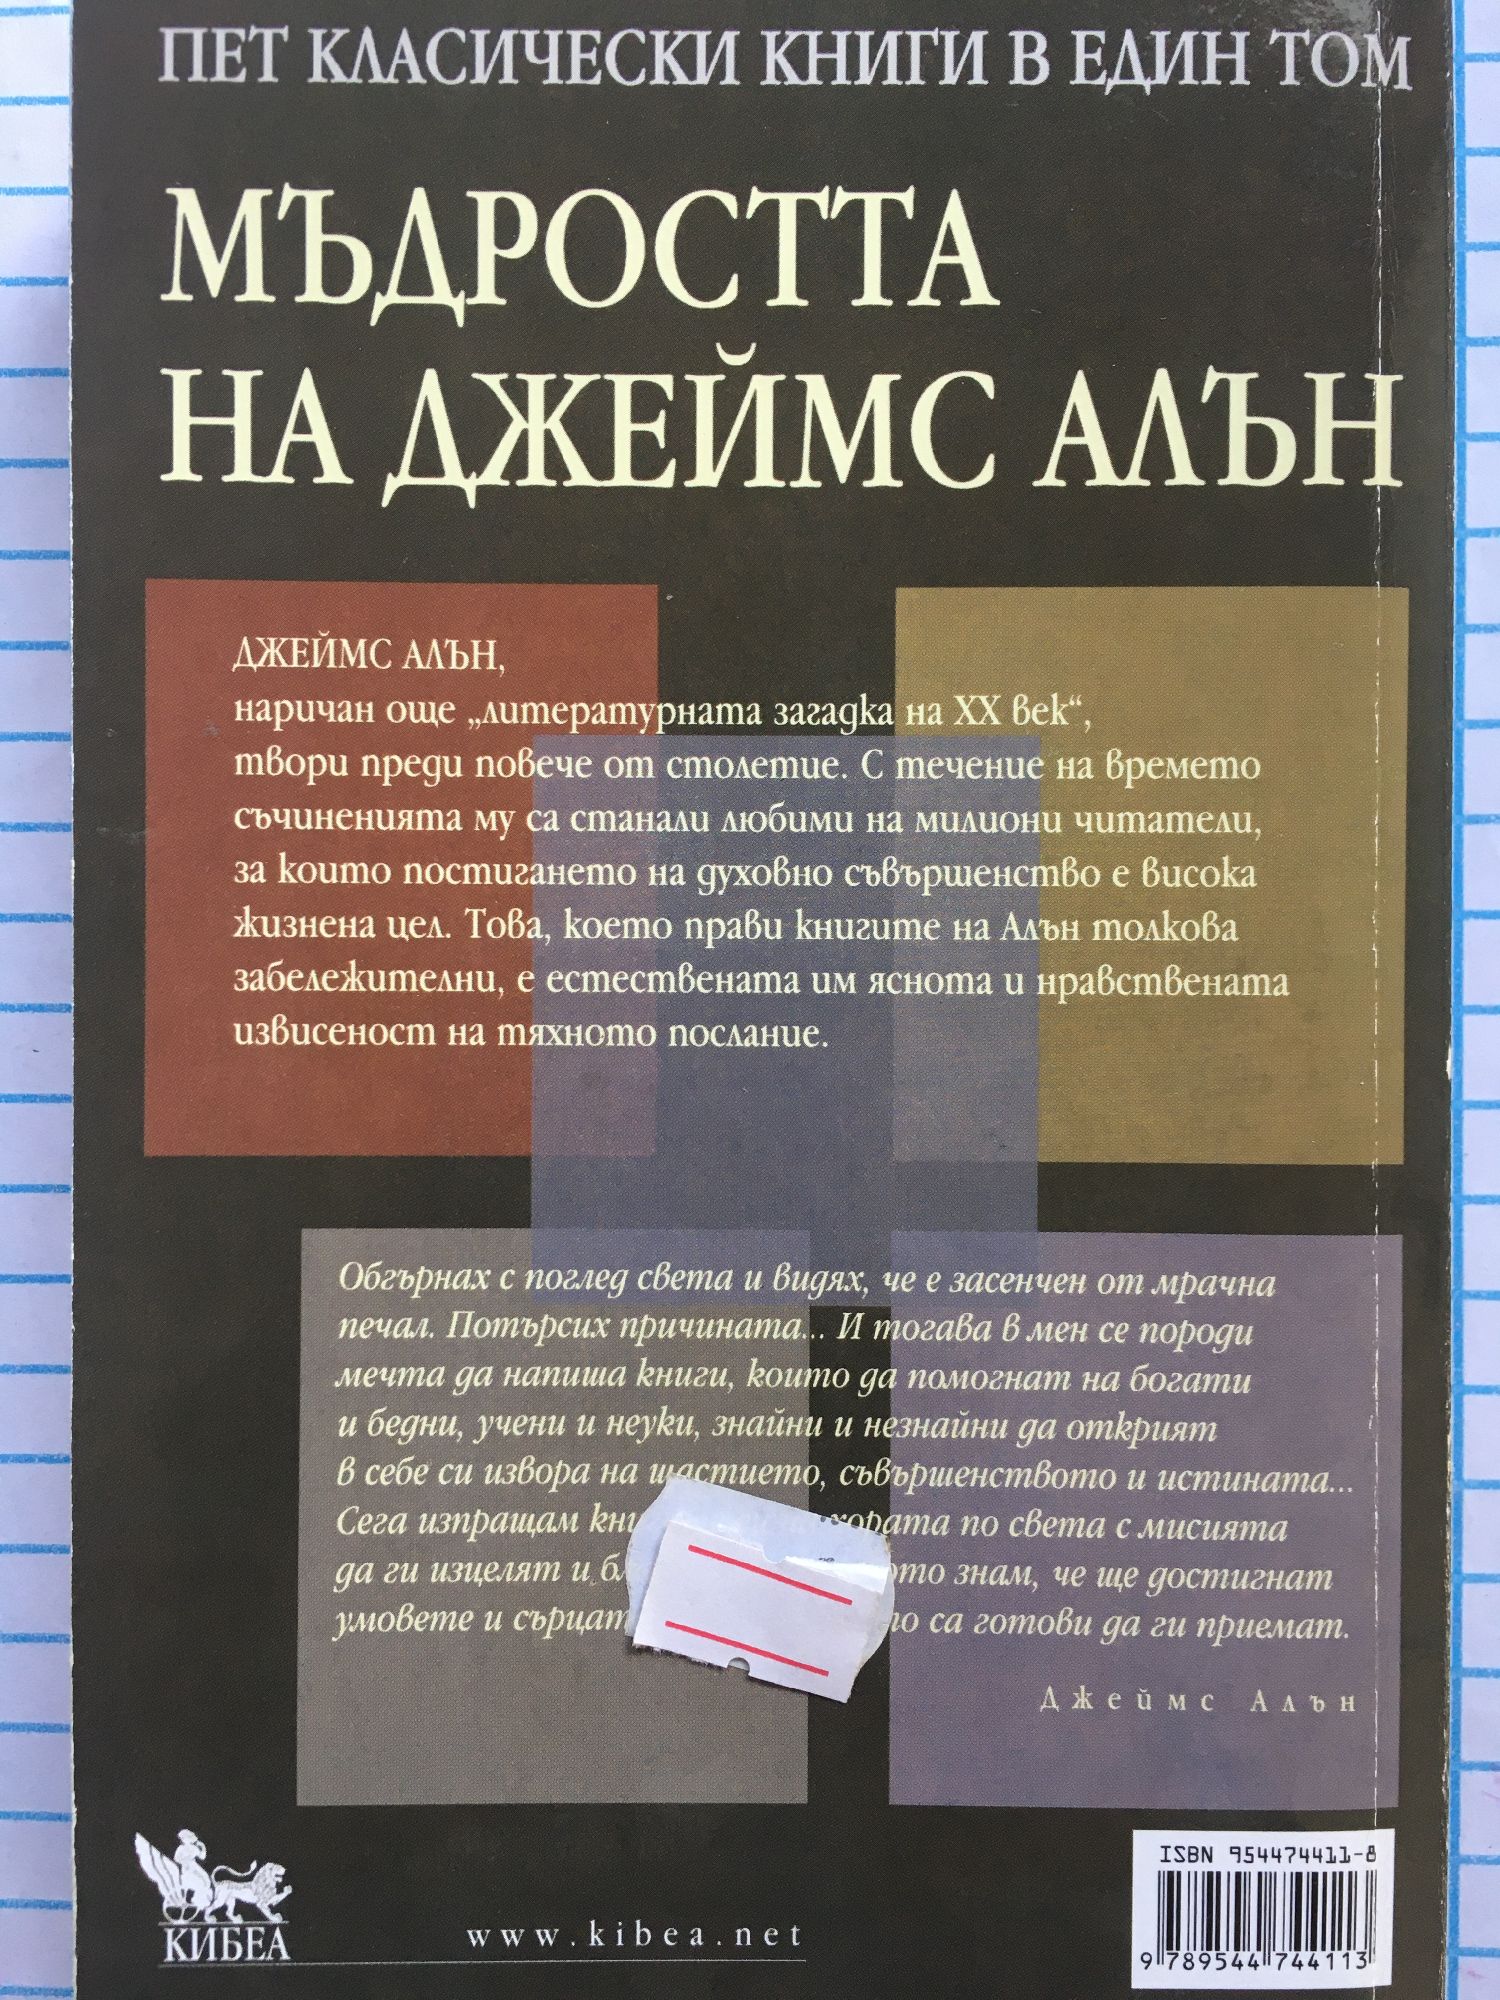 ПЕТ КЛАСИЧЕСКИ КНИГИ В ЕДИН ТОМ
МЪДРОСТТА
НА ДЖЕЙМС АЛЪН
ДЖЕЙМС АЛЪН,
наричан още „литературната загадка на XX век“,
твори преди повече от столетие. С течение на времето
съчиненията му са станали любими на милиони читатели,
за които постигането на духовно съвършенство е висока
жизнена цел. Това, което прави книгите на Алън толкова
забележителни, е естествената им яснота и нравствената
извисеност на тяхното послание.
Обгърнах с поглед света и видях, че е засенчен от мрачна
печал. Потърсих причината... И тогава в мен се породи
мечта да напиша книги, които да помогнат на богати
и бедни, учени и неуки, знайни и незнайни да открият
в себе си извора на щастието, съвършенството и истината...
Сега изпращам хората по света с мисията
да ги изцелят и знам, че ще достигнат
умовете и са готови да ги приемат.
Джеймс Алън
КИБЕА
www.kibea.net
ISBN 954474411-8
9 789544 744113